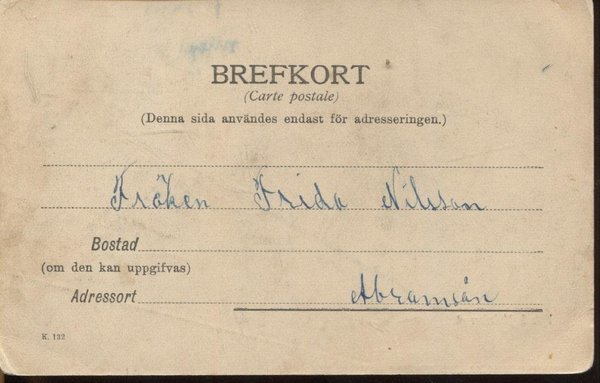 BREFKORT
(Carte postale)
(Denna sida användes endast för adresseringen.)
Fröken Frida Nilsson
Bostad
(om den kan uppgifvas)
Adressort Abramsån
K. 132